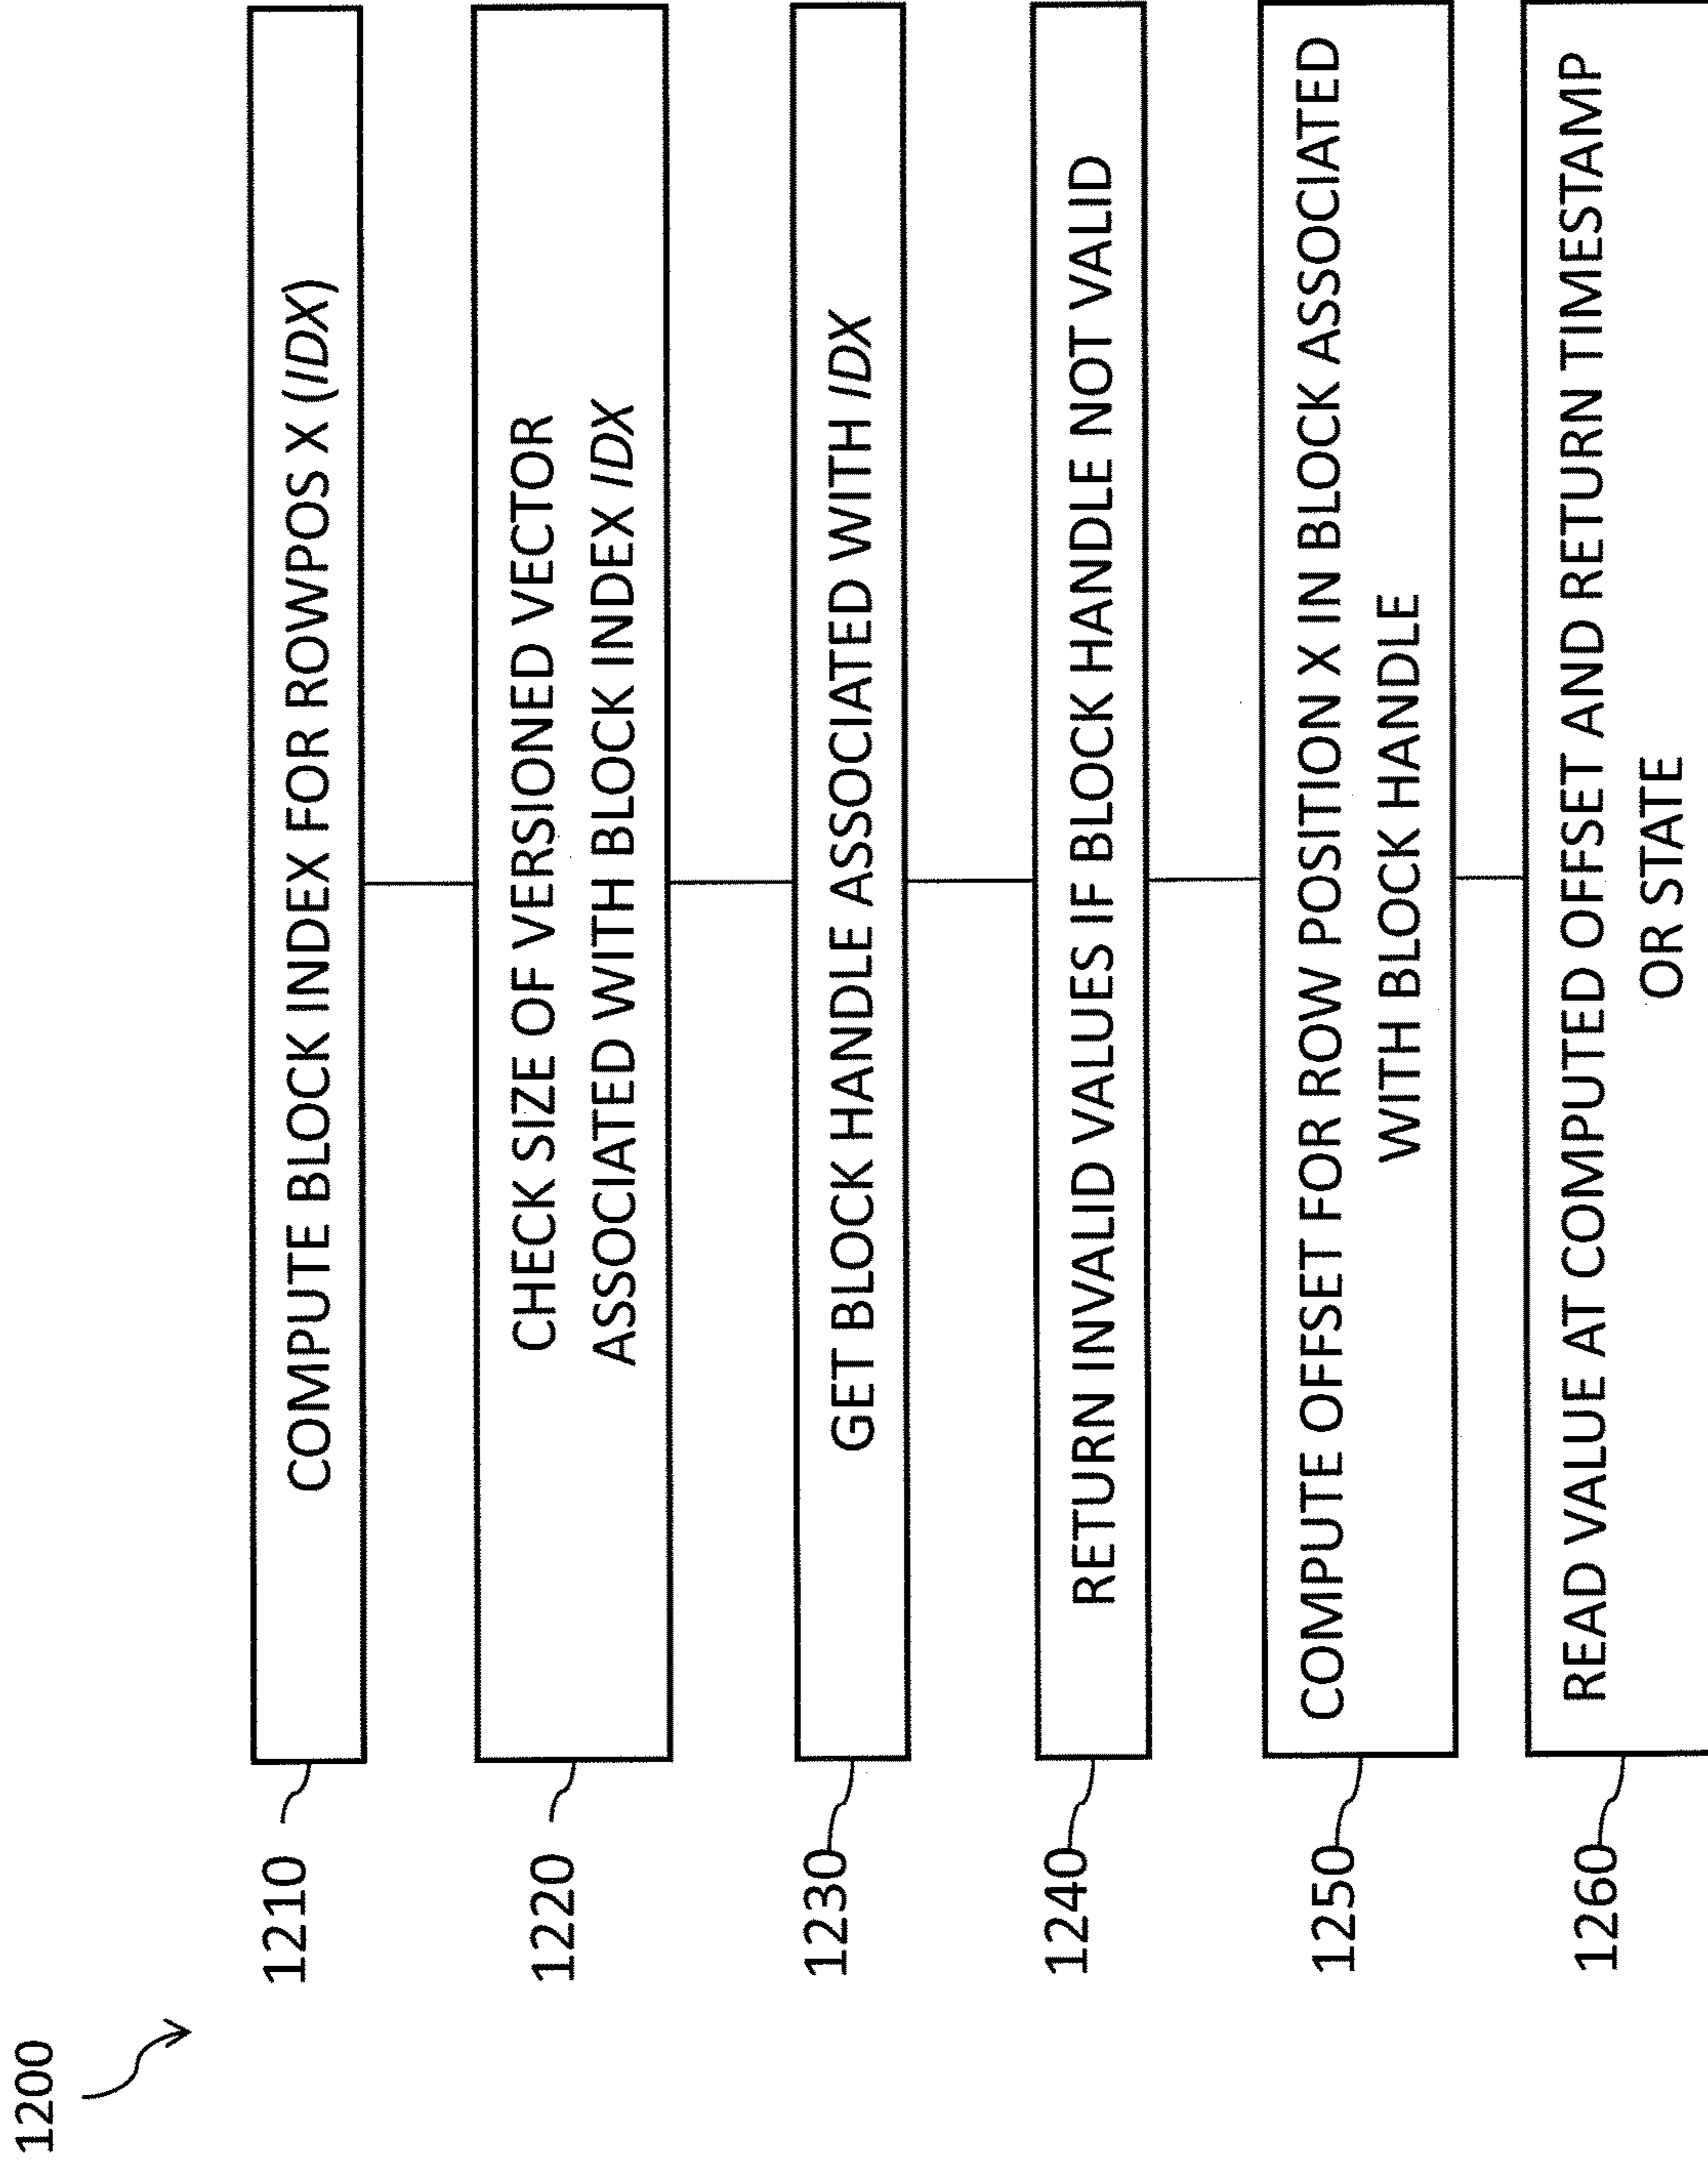 1200
1210
COMPUTE BLOCK INDEX FOR ROWPOS X (IDX)
1220
CHECK SIZE OF VERSIONED VECTOR
ASSOCIATED WITH BLOCK INDEX IDX
1230
GET BLOCK HANDLE ASSOCIATED WITH IDX
1240
RETURN INVALID VALUES IF BLOCK HANDLE NOT VALID
1250
COMPUTE OFFSET FOR ROW POSITION X IN BLOCK ASSOCIATED
WITH BLOCK HANDLE
1260
READ VALUE AT COMPUTED OFFSET AND RETURN TIMESTAMP
OR STATE